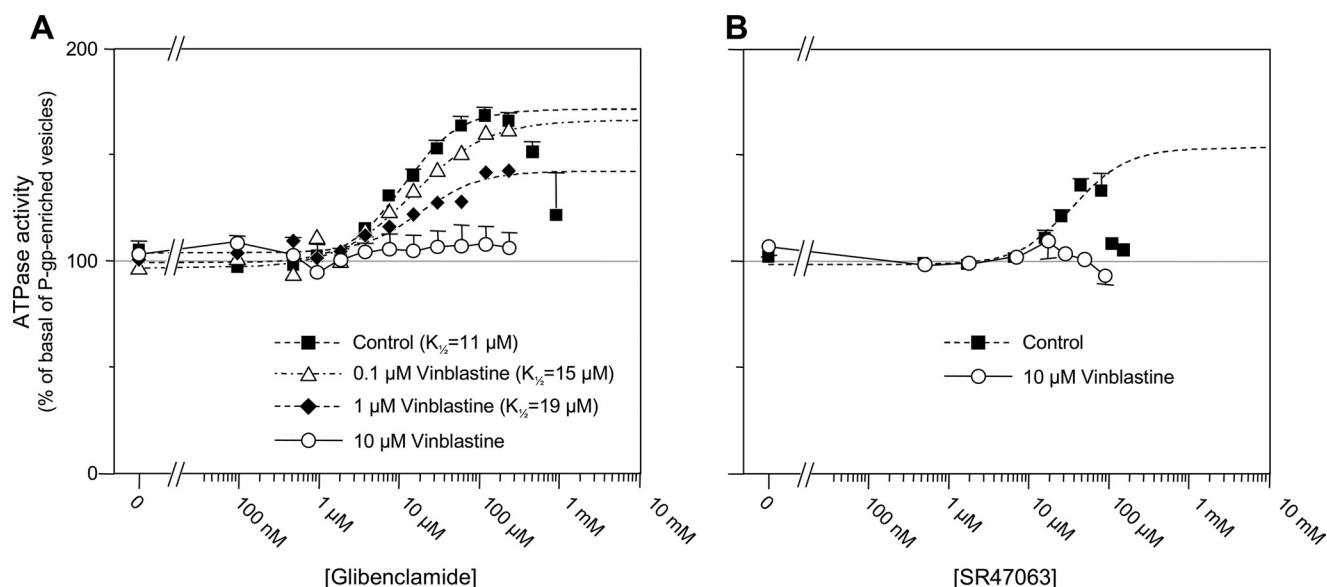 A
B
200
100
0
ATPase activity
(% of basal of P-gp-enriched vesicles)
Control (K½=11 µM)
0.1 µM Vinblastine (K½=15 µM)
1 µM Vinblastine (K½=19 µM)
10 µM Vinblastine
0
100 nM
1 µM
10 µM
100 µM
1 mM
10 mM
[Glibenclamide]
Control
10 µM Vinblastine
0
100 nM
1 µM
10 µM
100 µM
1 mM
10 mM
[SR47063]